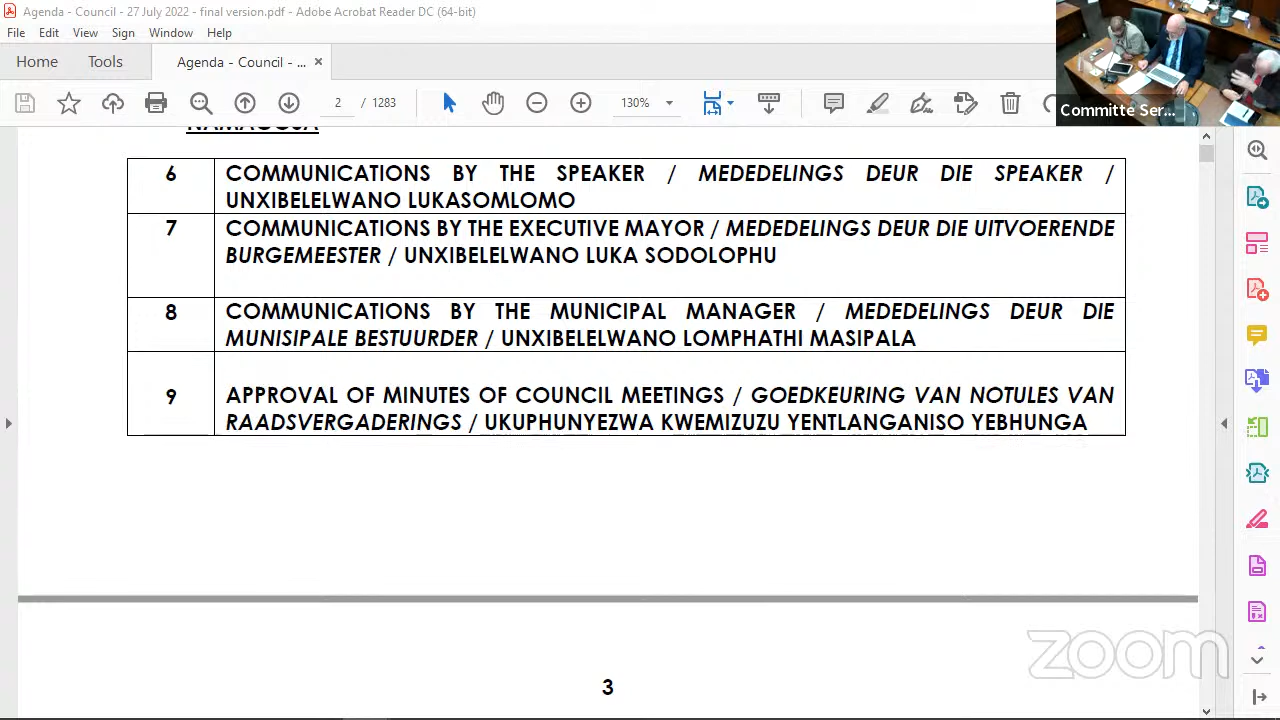 Agenda - Council - 27 July 2022 - final version.pdf - Adobe Acrobat Reader DC (64-bit)
File Edit View Sign Window Help
Home Tools Agenda - Council - ... ×
2 / 1283 130%
Committe Ser...
NAMAGOSA
6 COMMUNICATIONS BY THE SPEAKER / MEDEDELINGS DEUR DIE SPEAKER /
UNXIBELELWANO LUKASOMLOMO
7 COMMUNICATIONS BY THE EXECUTIVE MAYOR / MEDEDELINGS DEUR DIE UITVOERENDE
BURGEMEESTER / UNXIBELELWANO LUKA SODOLOPHU
8 COMMUNICATIONS BY THE MUNICIPAL MANAGER / MEDEDELINGS DEUR DIE
MUNISIPALE BESTUURDER / UNXIBELELWANO LOMPHATHI MASIPALA
9 APPROVAL OF MINUTES OF COUNCIL MEETINGS / GOEDKEURING VAN NOTULES VAN
RAADSVERGADERINGS / UKUPHUNYEZWA KWEMIZUZU YENTLANGANISO YEBHUNGA
zoom
3